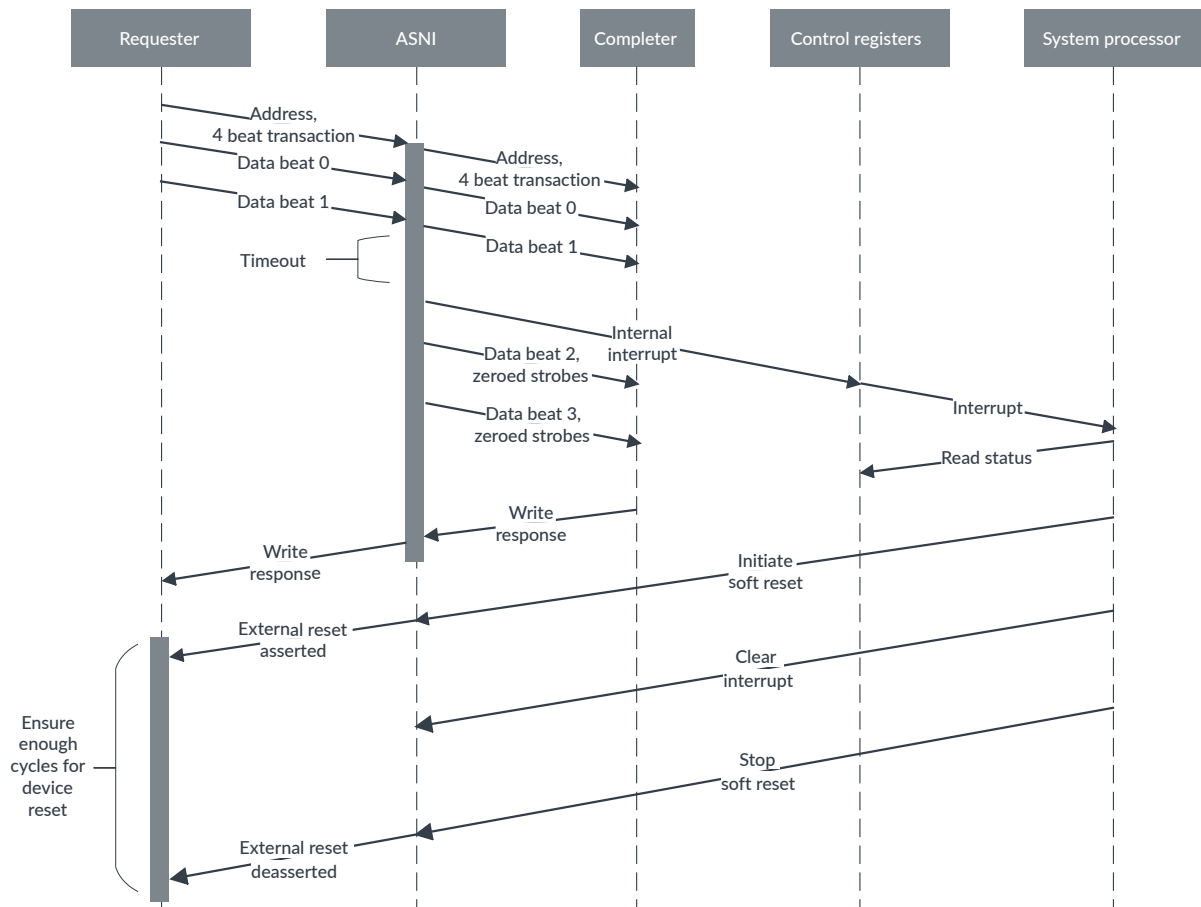 Requester
ASNI
Completer
Control registers
System processor
Address,
4 beat transaction
Data beat 0
Data beat 1
Address,
4 beat transaction
Data beat 0
Data beat 1
Timeout
Internal
interrupt
Data beat 2,
zeroed strobes
Interrupt
Data beat 3,
zeroed strobes
Read status
Write
response
Write
response
Initiate
soft reset
External reset
asserted
Clear
interrupt
Ensure
enough
cycles for
device
reset
Stop
soft reset
External reset
deasserted